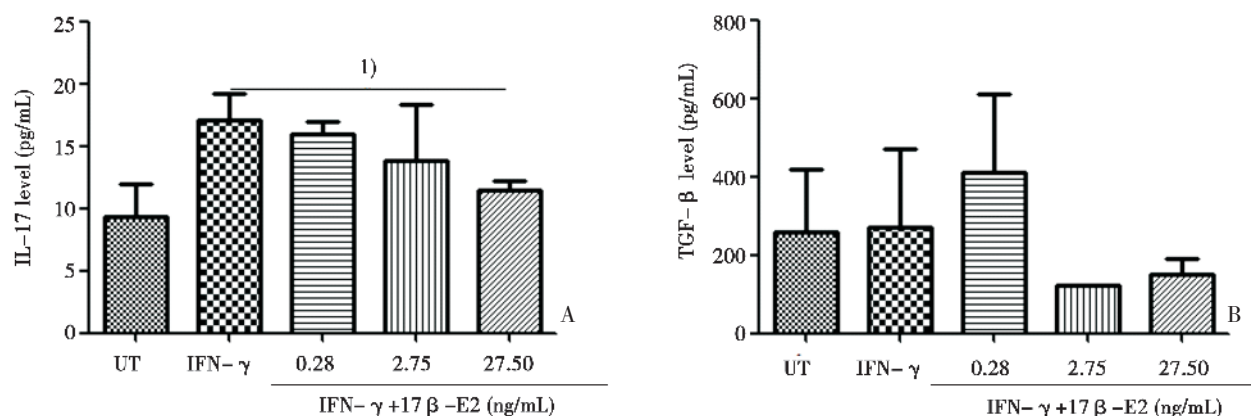 25
20
15
10
5
0
IL-17 level (pg/mL)
1)
A
UT IFN-γ 0.28 2.75 27.50
IFN-γ+17β-E2 (ng/mL)
800
600
400
200
0
TGF-β level (pg/mL)
B
UT IFN-γ 0.28 2.75 27.50
IFN-γ+17β-E2 (ng/mL)